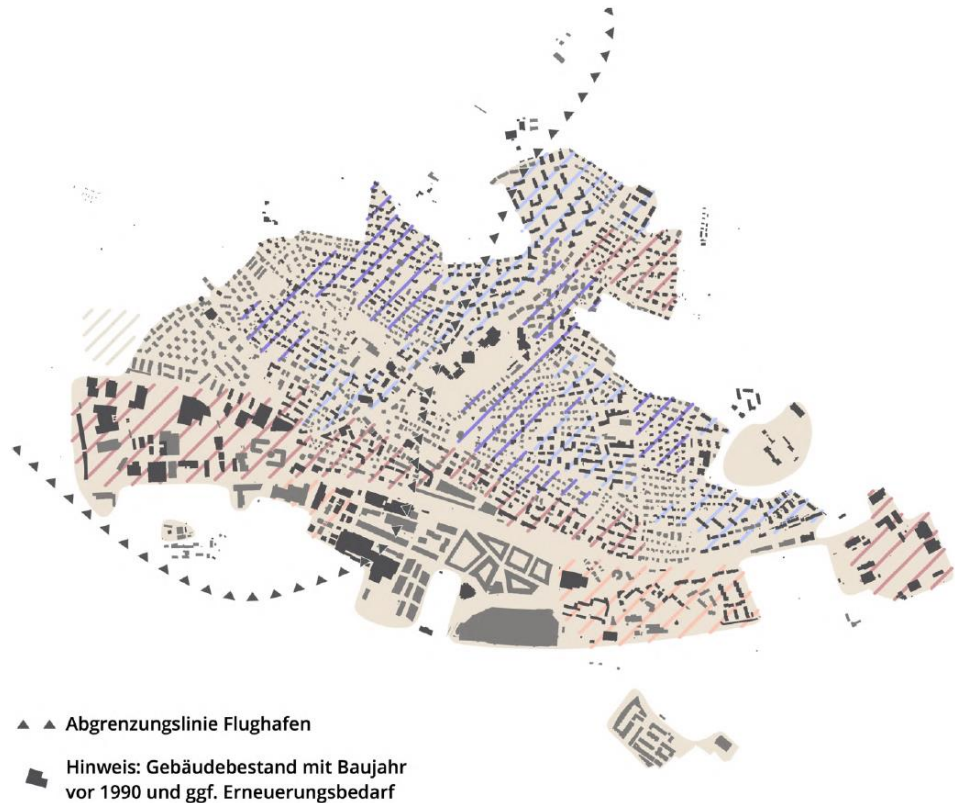 Abgrenzungslinie Flughafen
Hinweis: Gebäudebestand mit Baujahr
vor 1990 und ggf. Erneuerungsbedarf